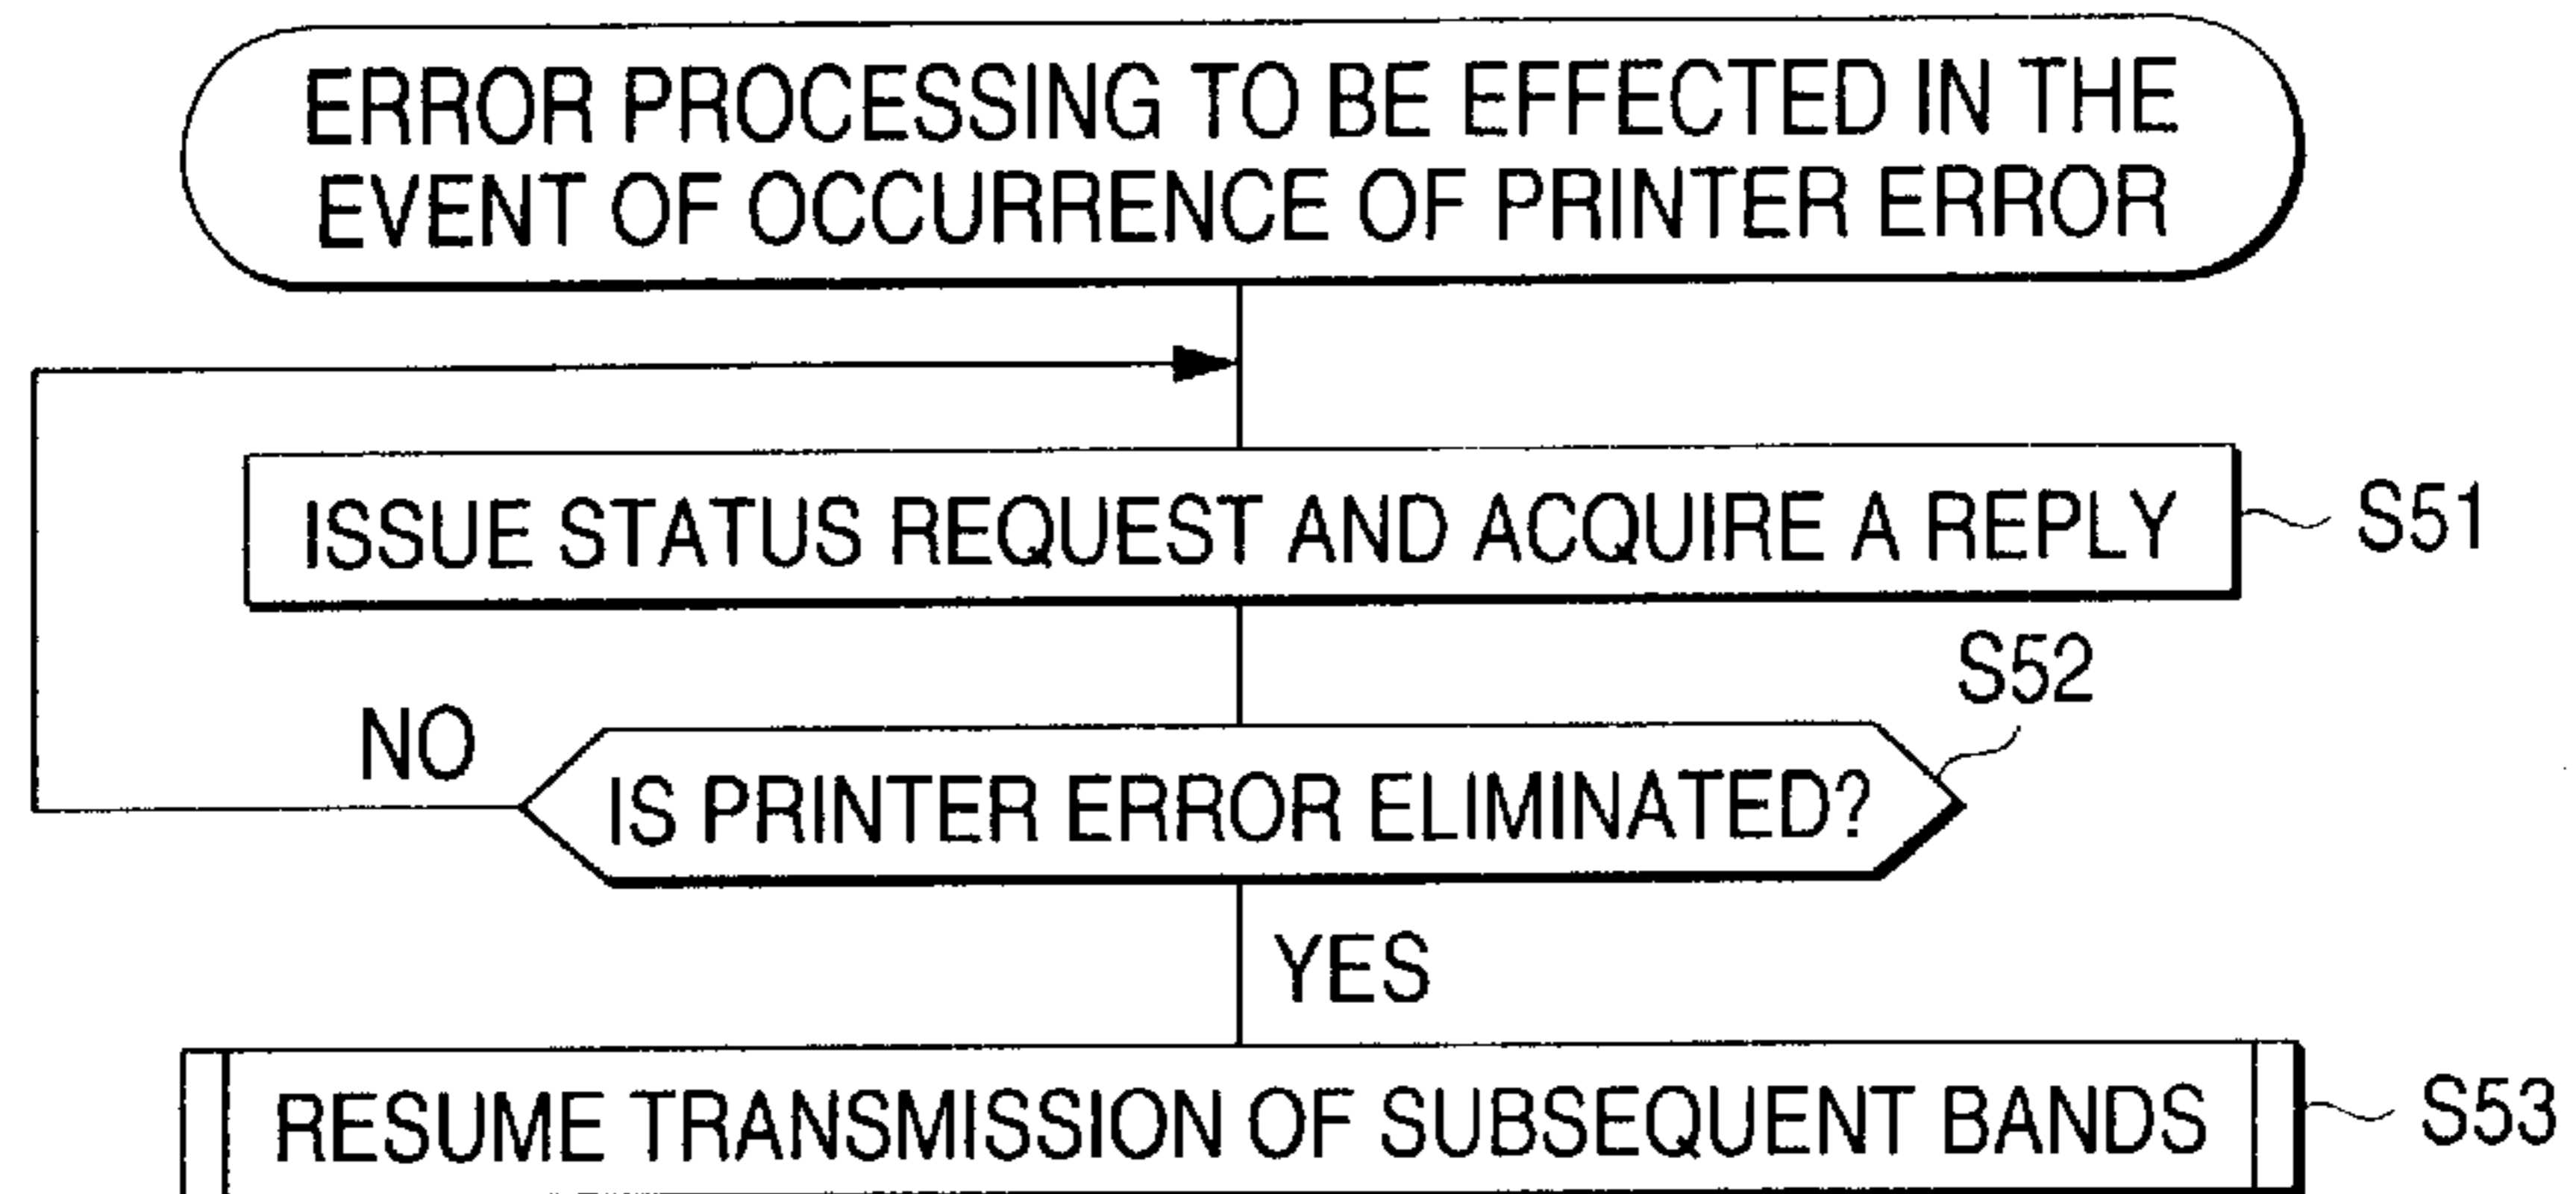 ERROR PROCESSING TO BE EFFECTED IN THE
EVENT OF OCCURRENCE OF PRINTER ERROR
ISSUE STATUS REQUEST AND ACQUIRE A REPLY
S51
S52
NO
IS PRINTER ERROR ELIMINATED?
YES
RESUME TRANSMISSION OF SUBSEQUENT BANDS
S53